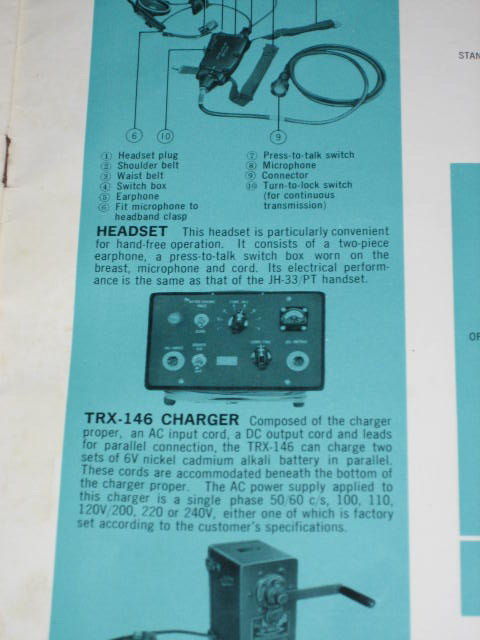 STAN
6
10
9
1 Headset plug
2 Shoulder belt
3 Waist belt
4 Switch box
5 Earphone
6 Fit microphone to
headband clasp
7 Press-to-talk switch
8 Microphone
9 Connector
10 Turn-to-lock switch
(for continuous
transmission)
HEADSET This headset is particularly convenient
for hand-free operation. It consists of a two-piece
earphone, a press-to-talk switch box worn on the
breast, microphone and cord. Its electrical perform-
ance is the same as that of the JH-33/PT handset.
TRX-146 CHARGER Composed of the charger
proper, an AC input cord, a DC output cord and leads
for parallel connection, the TRX-146 can charge two
sets of 6V nickel cadmium alkali battery in parallel.
These cords are accommodated beneath the bottom of
the charger proper. The AC power supply applied to
this charger is a single phase 50/60 c/s, 100, 110,
120V/200, 220 or 240V, either one of which is factory
set according to the customer's specifications.